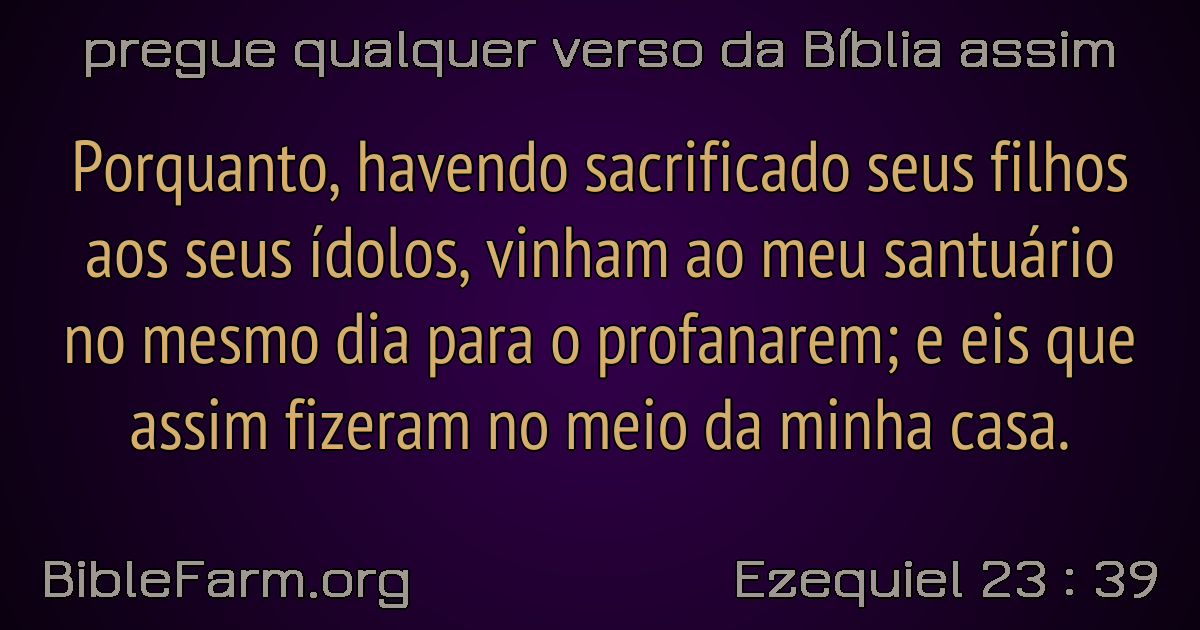 pregue qualquer verso da Bíblia assim
Porquanto, havendo sacrificado seus filhos
aos seus ídolos, vinham ao meu santuário
no mesmo dia para o profanarem; e eis que
assim fizeram no meio da minha casa.
BibleFarm.org
Ezequiel 23 : 39